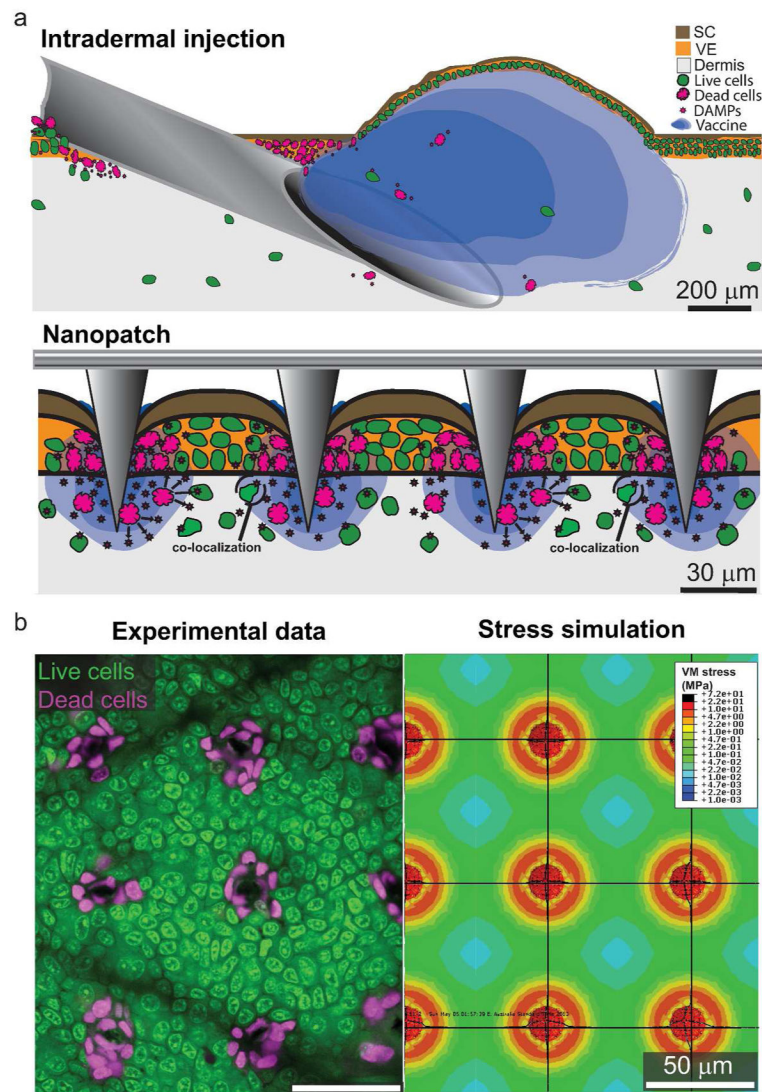 a
Intradermal injection
SC
VE
Dermis
Live cells
Dead cells
DAMPs
Vaccine
200 μm
Nanopatch
co-localization
co-localization
30 μm
b
Experimental data
Stress simulation
Live cells
Dead cells
VM stress
(MPa)
+7.2e+01
+2.2e+01
+1.0e+01
+4.7e+00
+2.2e+00
+1.0e+00
+4.7e-01
+2.2e-01
+1.0e-01
+4.7e-02
+2.2e-02
+1.0e-02
+4.7e-03
+2.2e-03
+1.0e-03
50 μm